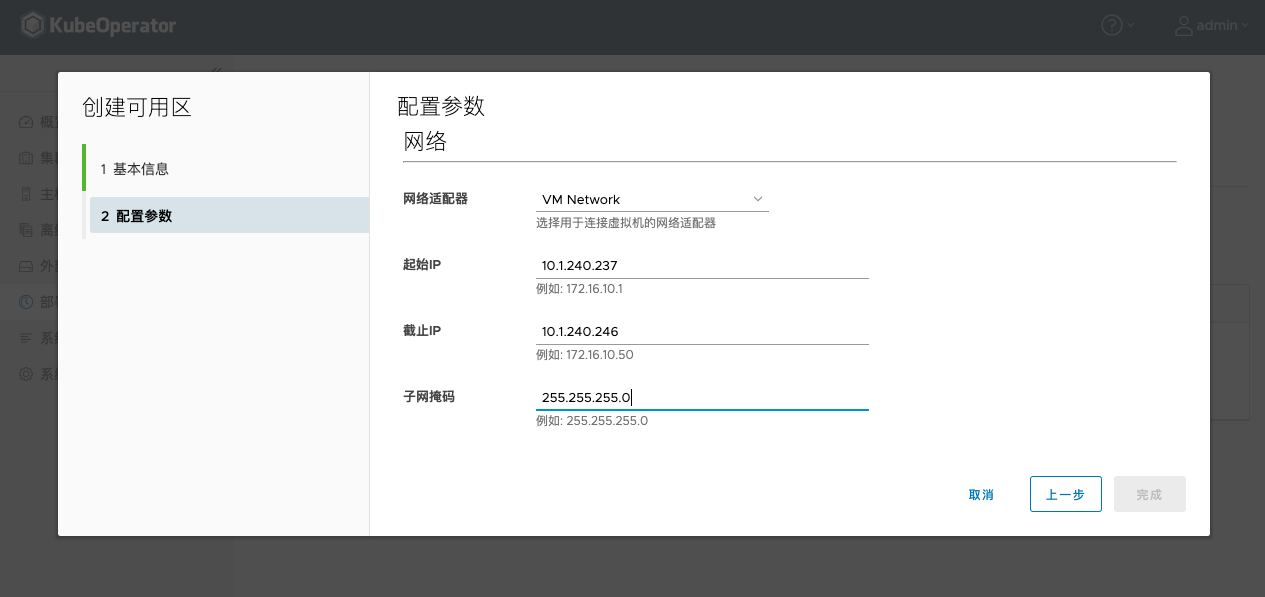 KubeOperator
admin
创建可用区
1 基本信息
2 配置参数
配置参数
网络
网络适配器
VM Network
选择用于连接虚拟机的网络适配器
起始IP
10.1.240.237
例如: 172.16.10.1
截止IP
10.1.240.246
例如: 172.16.10.50
子网掩码
255.255.255.0
例如: 255.255.255.0
取消
上一步
完成
集
主
外
部
系
系